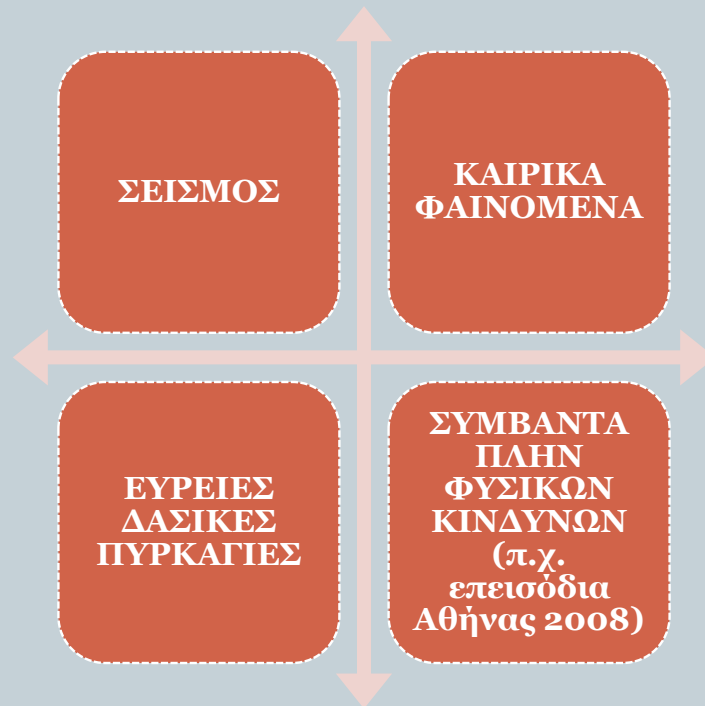 ΣΕΙΣΜΟΣ
ΚΑΙΡΙΚΑ
ΦΑΙΝΟΜΕΝΑ
ΕΥΡΕΙΕΣ
ΔΑΣΙΚΕΣ
ΠΥΡΚΑΓΙΕΣ
ΣΥΜΒΑΝΤΑ
ΠΛΗΝ
ΦΥΣΙΚΩΝ
ΚΙΝΔΥΝΩΝ
(π.χ.
επεισόδια
Αθήνας 2008)